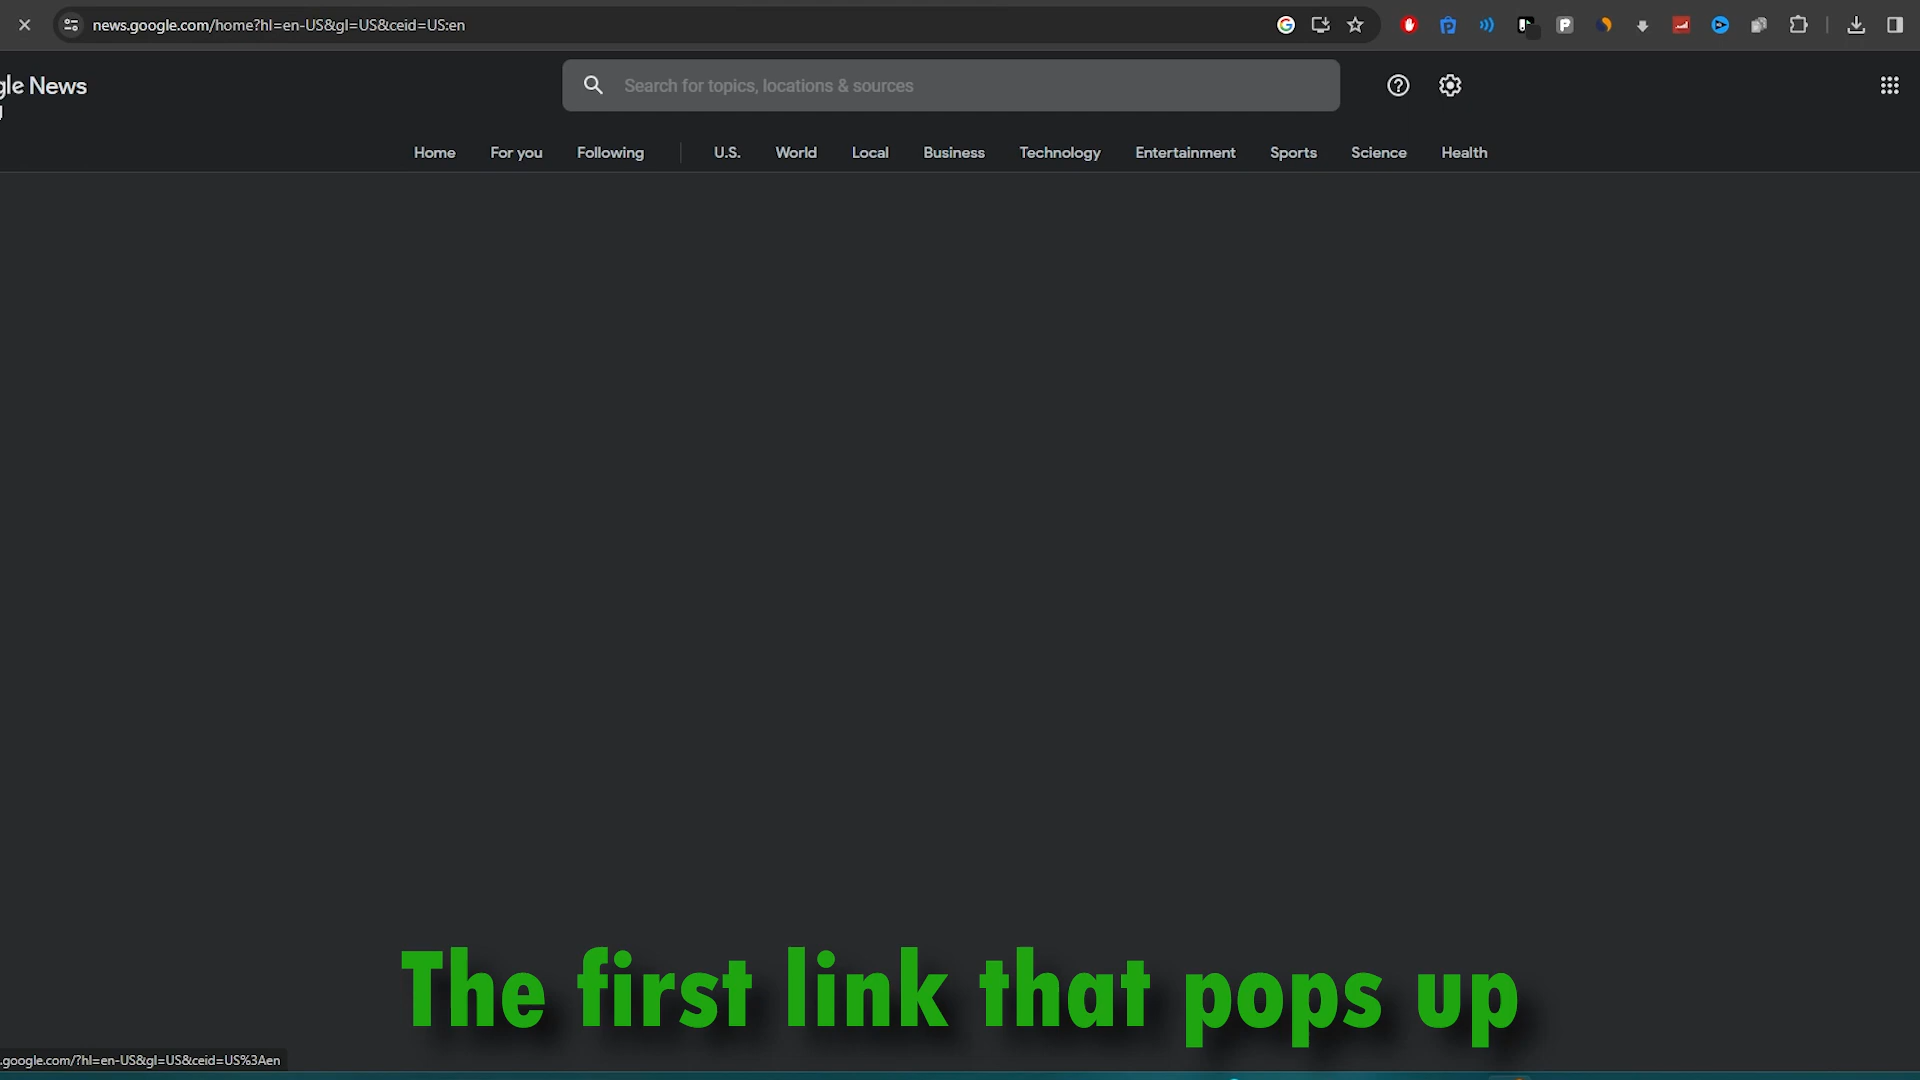 news.google.com/home?hl=en-US&gl=US&ceid=US:en
gle News
Search for topics, locations & sources
Home For you Following U.S. World Local Business Technology Entertainment Sports Science Health
The first link that pops up
.google.com/?hl=en-US&gl=US&ceid=US%3Aen